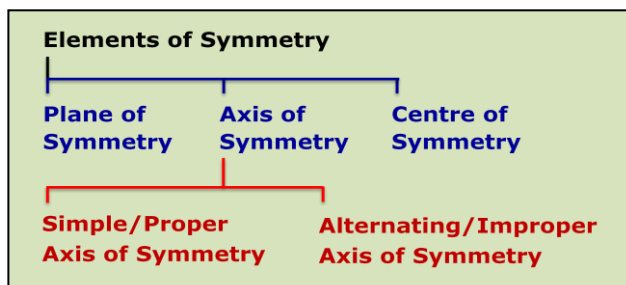 Elements of Symmetry
Plane of Symmetry
Axis of Symmetry
Centre of Symmetry
Simple/Proper Axis of Symmetry
Alternating/Improper Axis of Symmetry